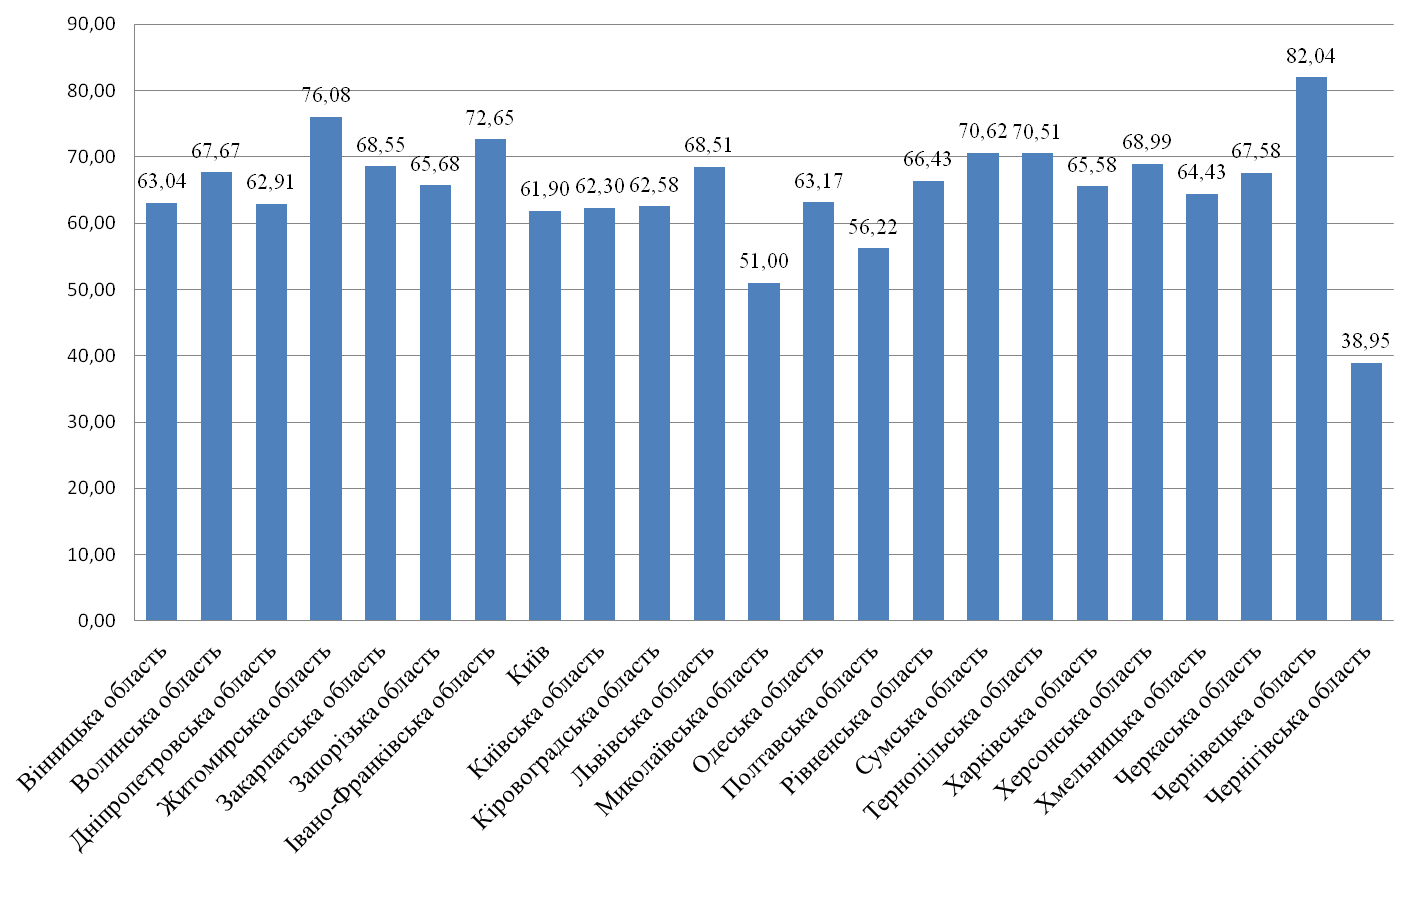 90,00
80,00
70,00
60,00
50,00
40,00
30,00
20,00
10,00
0,00
63,04
67,67
62,91
76,08
68,55
65,68
72,65
61,90
62,30
62,58
68,51
51,00
63,17
56,22
66,43
70,62
70,51
65,58
68,99
64,43
67,58
82,04
38,95
Вінницька область
Волинська область
Дніпропетровська область
Житомирська область
Закарпатська область
Запорізька область
Івано-Франківська область
Київ
Київська область
Кіровоградська область
Львівська область
Миколаївська область
Одеська область
Полтавська область
Рівненська область
Сумська область
Тернопільська область
Харківська область
Херсонська область
Хмельницька область
Черкаська область
Чернівецька область
Чернігівська область